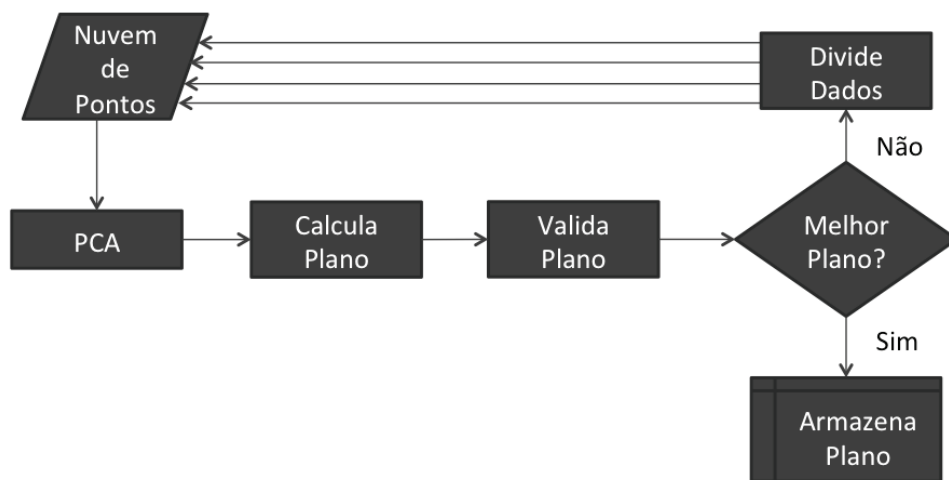 Nuvem
de
Pontos
Divide
Dados
Não
PCA
Calcula
Plano
Valida
Plano
Melhor
Plano?
Sim
Armazena
Plano